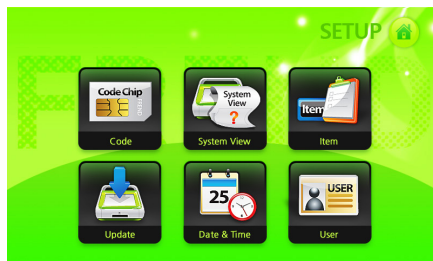 SETUP
Code Chip
Code
System
View
?
System View
Item
Item
Update
25
Date & Time
USER
User